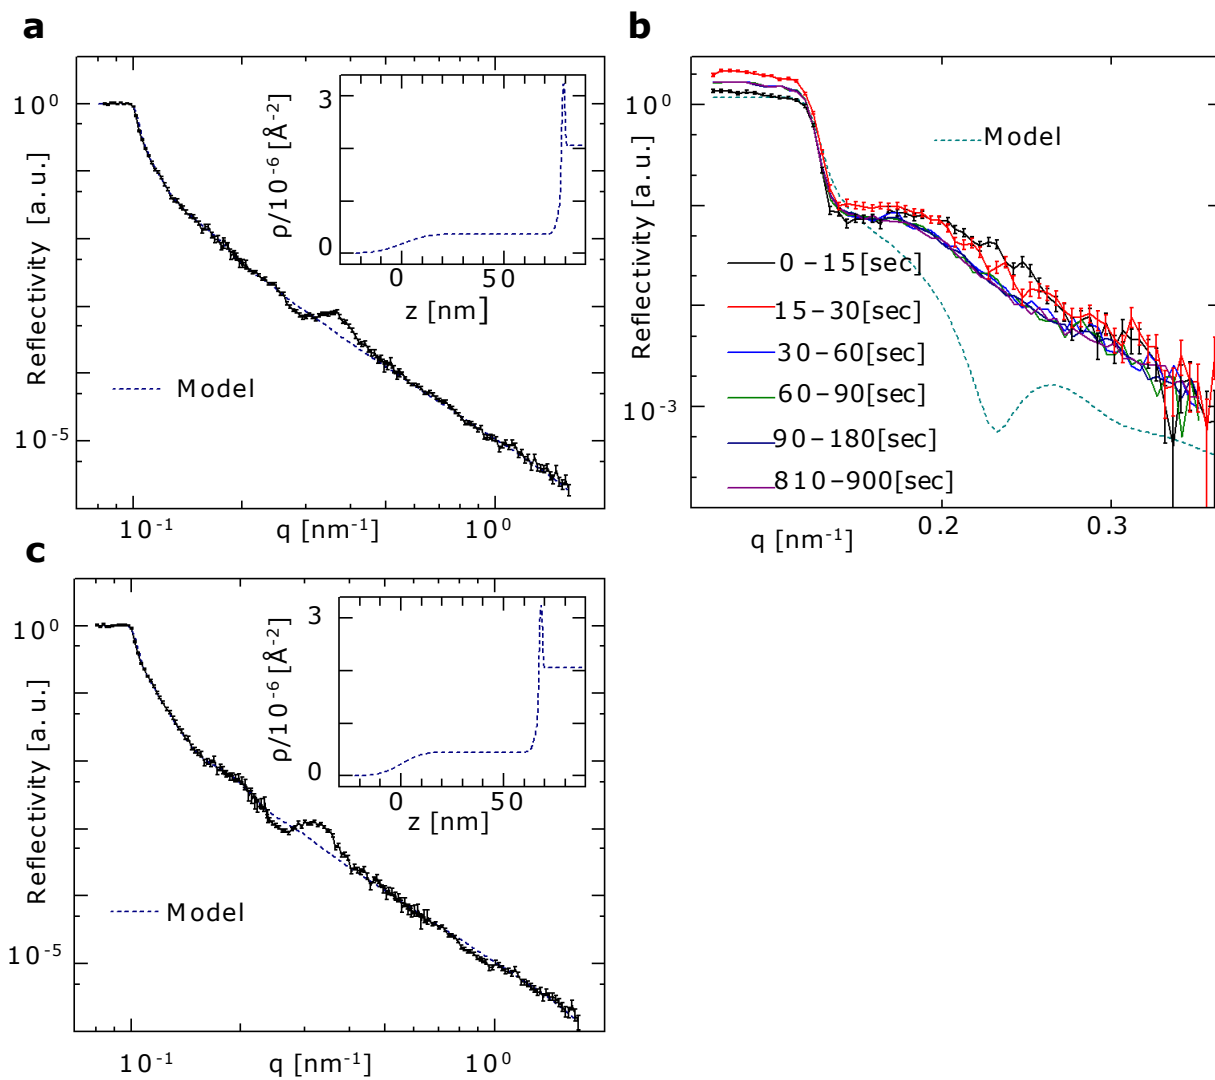 a
10⁰
10⁻⁵
Reflectivity [a.u.]
10⁻¹
10⁰
q [nm⁻¹]
Model
3
0
ρ/10⁻⁶ [Å⁻²]
0
50
z [nm]
b
10⁰
10⁻³
Reflectivity [a.u.]
Model
0–15[sec]
15–30[sec]
30–60[sec]
60–90[sec]
90–180[sec]
810–900[sec]
q [nm⁻¹]
0.2
0.3
c
10⁰
10⁻⁵
Reflectivity [a.u.]
10⁻¹
10⁰
q [nm⁻¹]
Model
3
0
ρ/10⁻⁶ [Å⁻²]
0
50
z [nm]